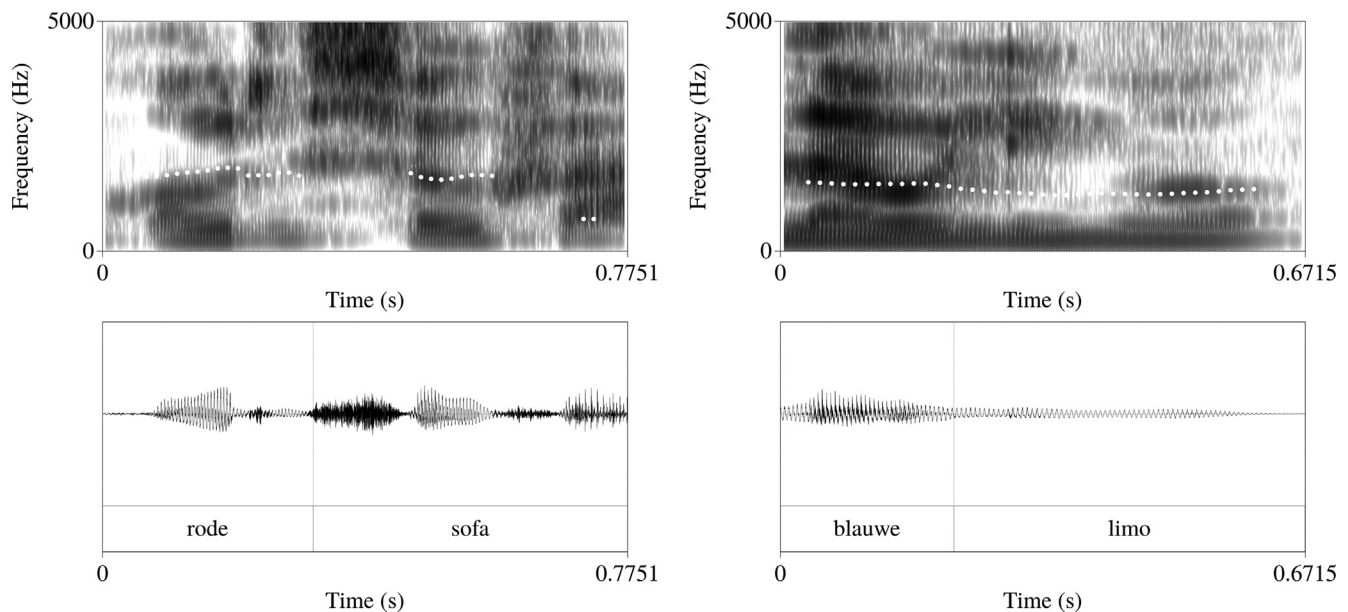 5000
Frequency (Hz)
0
0
0.7751
Time (s)
rode
sofa
0
0.7751
Time (s)
5000
Frequency (Hz)
0
0
0.6715
Time (s)
blauwe
limo
0
0.6715
Time (s)